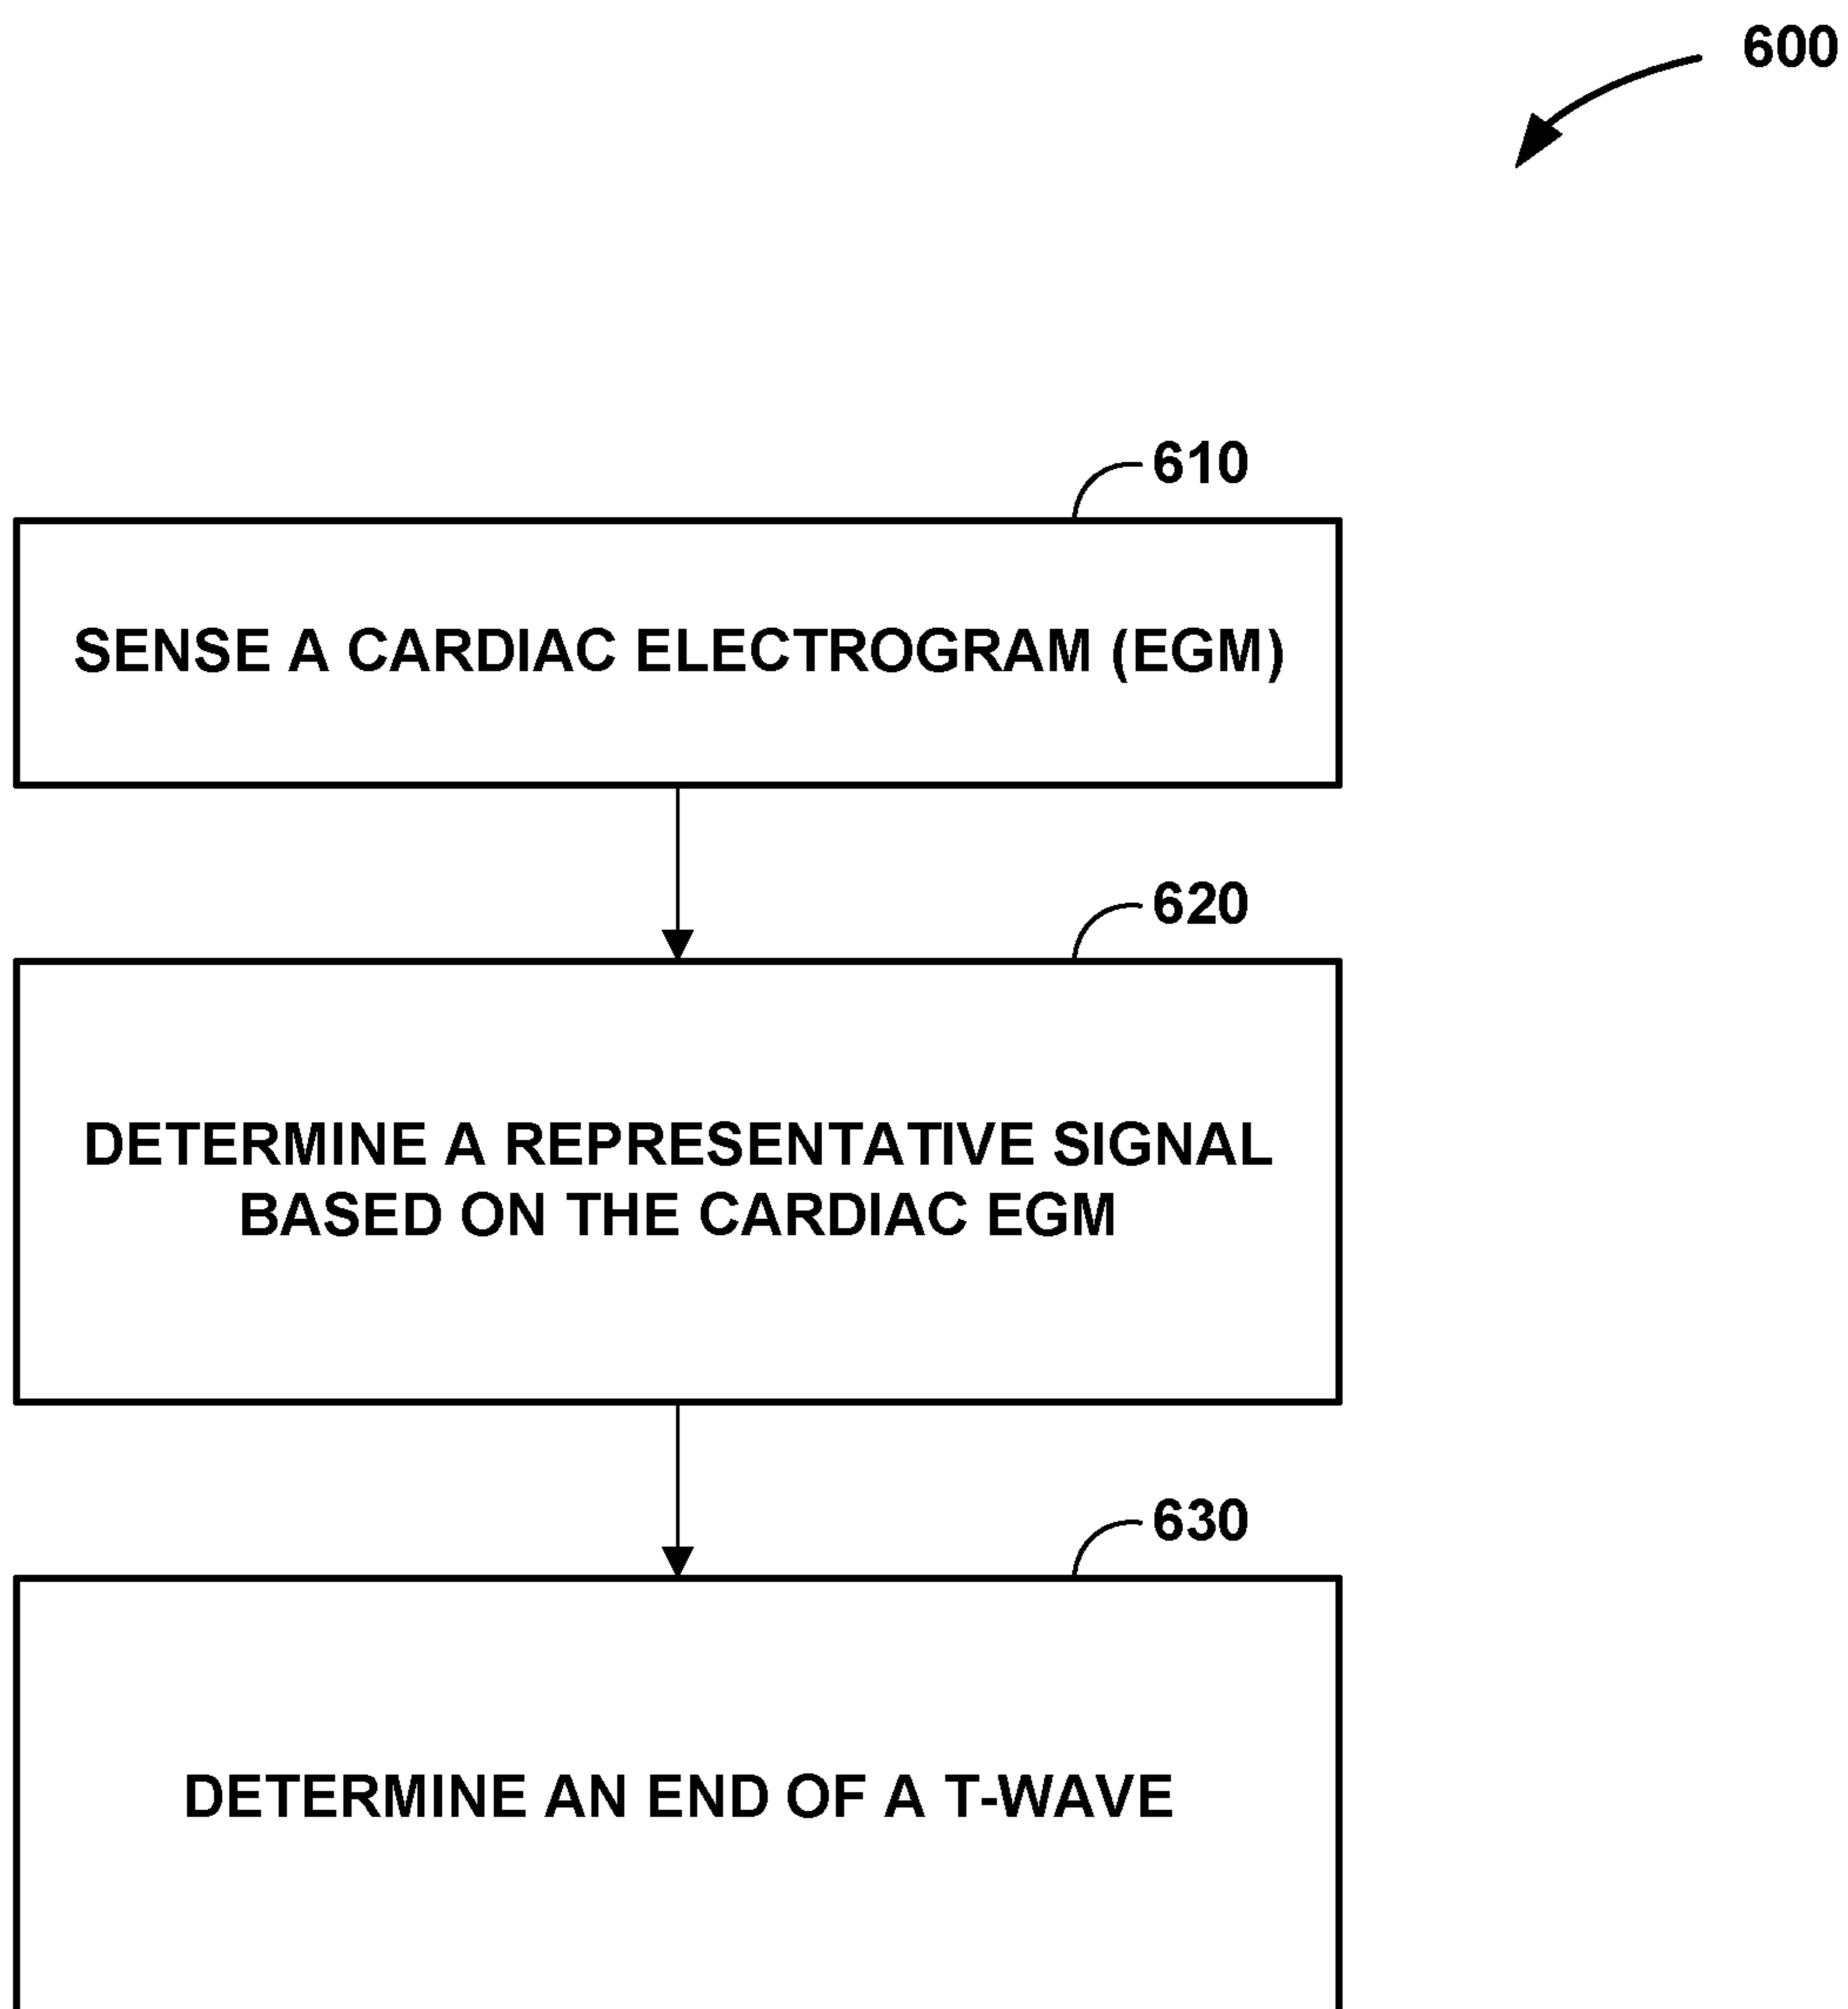 600
610
SENSE A CARDIAC ELECTROGRAM (EGM)
620
DETERMINE A REPRESENTATIVE SIGNAL
BASED ON THE CARDIAC EGM
630
DETERMINE AN END OF A T-WAVE